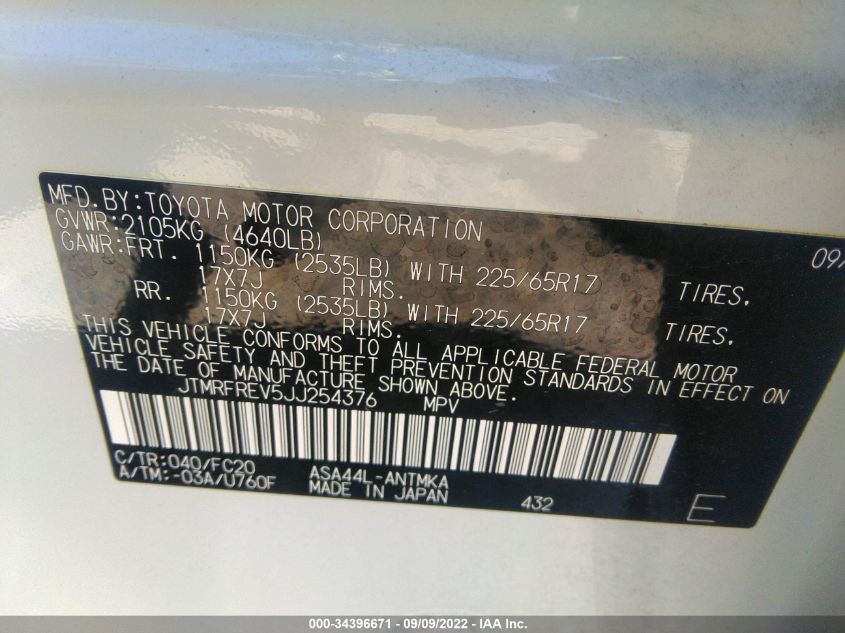 MFD.BY:TOYOTA MOTOR CORPORATION 09/
GVWR:2105KG (4640LB)
GAWR:FRT. 1150KG (2535LB) WITH 225/65R17 TIRES,
17X7J RIMS.
RR. 1150KG (2535LB) WITH 225/65R17 TIRES,
17X7J RIMS.
THIS VEHICLE CONFORMS TO ALL APPLICABLE FEDERAL MOTOR
VEHICLE SAFETY AND THEFT PREVENTION STANDARDS IN EFFECT ON
THE DATE OF MANUFACTURE SHOWN ABOVE.
JTMRFREV5JJ254376 MPV
C/TR:040/FC20 ASA44L-ANTMKA
A/TM:-03A/U760F MADE IN JAPAN 432 E
000-34396671 - 09/09/2022 - IAA Inc.